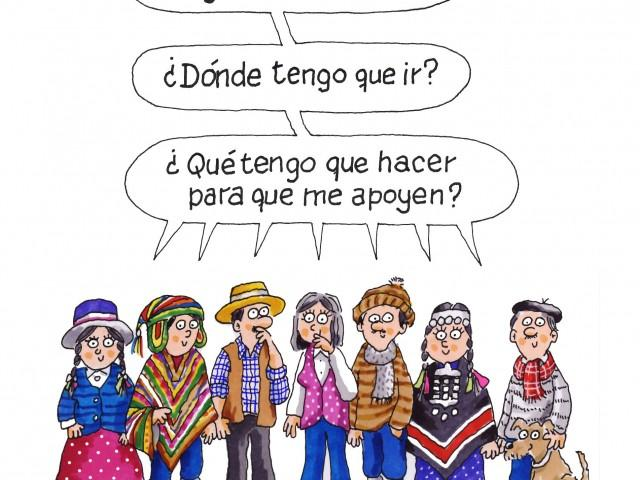 ¿Dónde tengo que ir?
¿Qué tengo que hacer
para que me apoyen?